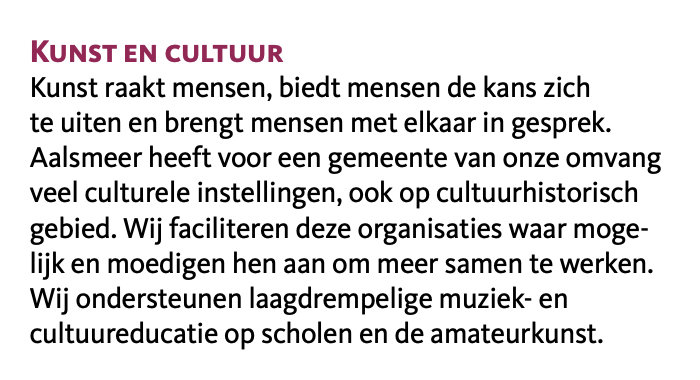 Kunst en cultuur
Kunst raakt mensen, biedt mensen de kans zich
te uiten en brengt mensen met elkaar in gesprek.
Aalsmeer heeft voor een gemeente van onze omvang
veel culturele instellingen, ook op cultuurhistorisch
gebied. Wij faciliteren deze organisaties waar moge-
lijk en moedigen hen aan om meer samen te werken.
Wij ondersteunen laagdrempelige muziek- en
cultuureducatie op scholen en de amateurkunst.